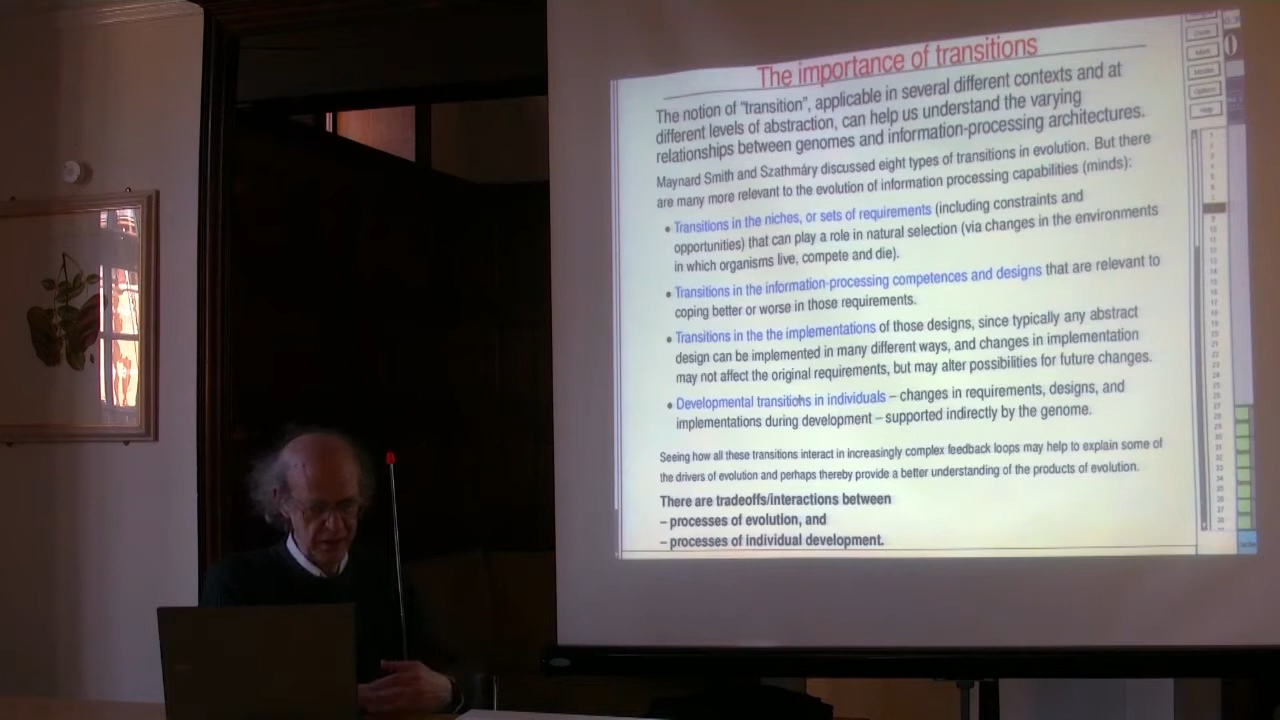 The importance of transitions
The notion of "transition", applicable in several different contexts and at
different levels of abstraction, can help us understand the varying
relationships between genomes and information-processing architectures.
Maynard Smith and Szathmáry discussed eight types of transitions in evolution. But there
are many more relevant to the evolution of information processing capabilities (minds):
• Transitions in the niches, or sets of requirements (including constraints and
opportunities) that can play a role in natural selection (via changes in the environments
in which organisms live, compete and die).
• Transitions in the information-processing competences and designs that are relevant to
coping better or worse in those requirements.
• Transitions in the the implementations of those designs, since typically any abstract
design can be implemented in many different ways, and changes in implementation
may not affect the original requirements, but may alter possibilities for future changes.
• Developmental transitions in individuals – changes in requirements, designs, and
implementations during development – supported indirectly by the genome.
Seeing how all these transitions interact in increasingly complex feedback loops may help to explain some of
the drivers of evolution and perhaps thereby provide a better understanding of the products of evolution.
There are tradeoffs/interactions between
– processes of evolution, and
– processes of individual development.